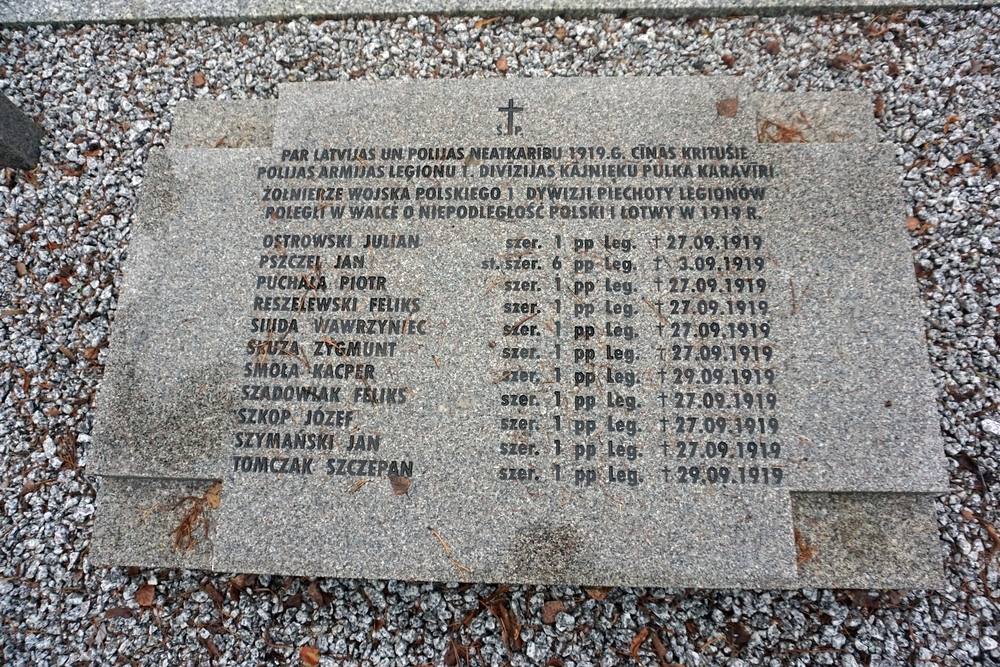 Ś. P.
PAR LATVIJAS UN POLIJAS NEATKARIBU 1919.G. CĪNAS KRITUŠIE
POLIJAS ARMIJAS LEGIONU 1. DIVIZIJAS KĀJNIEKU PULKA KARAVĪRI
ŻOŁNIERZE WOJSKA POLSKIEGO 1 DYWIZJI PIECHOTY LEGIONÓW
POLEGLI W WALCE O NIEPODLEGŁOŚĆ POLSKI I ŁOTWY W 1919 R.
OSTROWSKI JULIAN szer. 1 pp Leg. † 27.09.1919
PSZCZEL JAN st. szer. 6 pp Leg. † 3.09.1919
PUCHAŁA PIOTR szer. 1 pp Leg. † 27.09.1919
RESZELEWSKI FELIKS szer. 1 pp Leg. † 27.09.1919
WAWRZYNIEC szer. 1 pp Leg. † 27.09.1919
SKUZA ZYGMUNT szer. 1 pp Leg. † 27.09.1919
SMOŁA KACPER szer. 1 pp Leg. † 29.09.1919
SZADOWIAK FELIKS szer. 1 pp Leg. † 27.09.1919
SZKOP JÓZEF szer. 1 pp Leg. † 27.09.1919
SZYMAŃSKI JAN szer. 1 pp Leg. † 27.09.1919
TOMCZAK SZCZEPAN szer. 1 pp Leg. † 29.09.1919